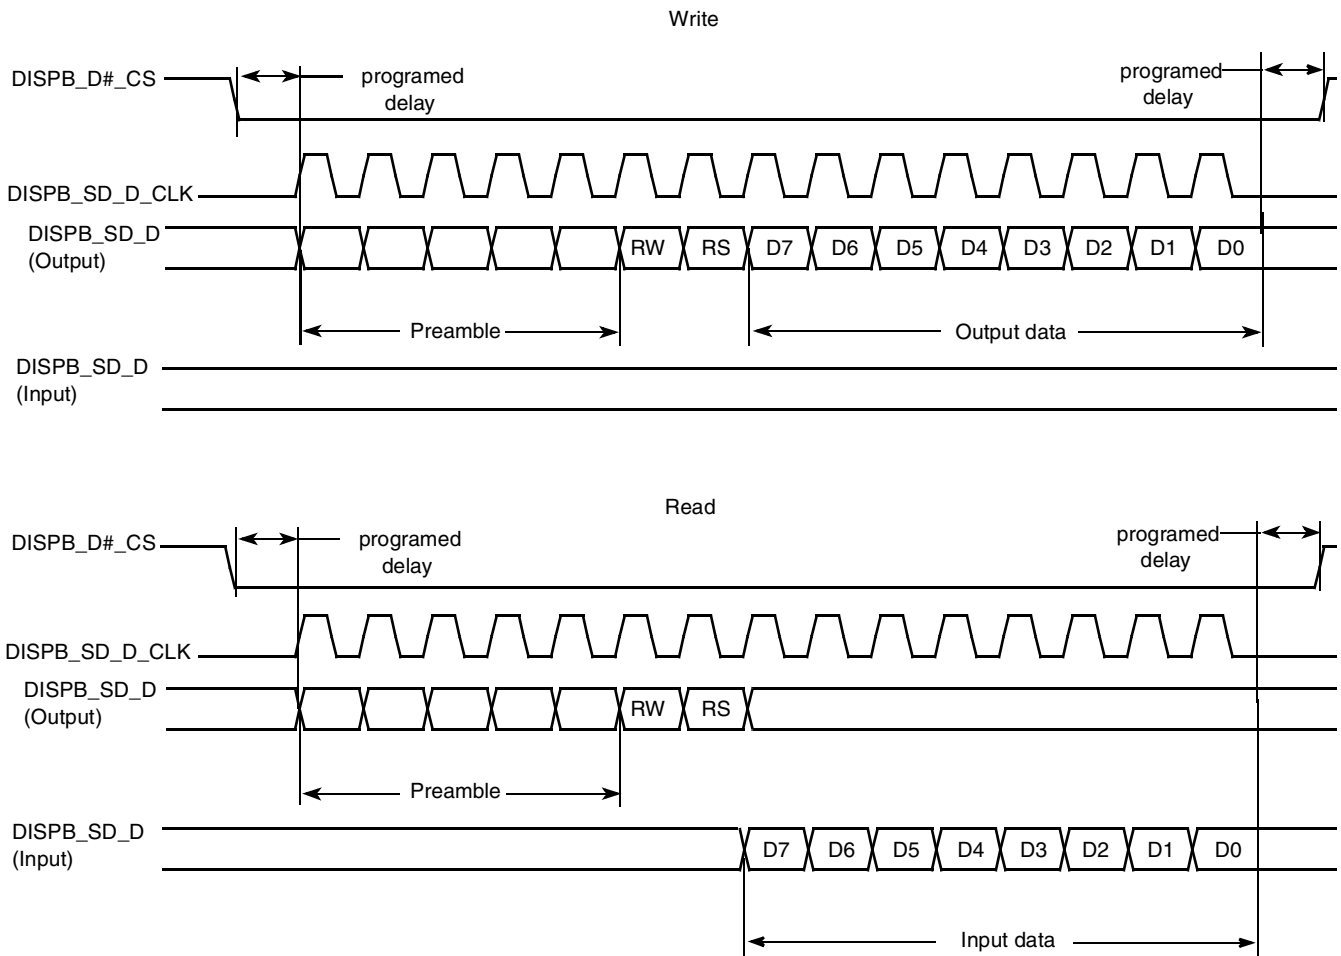 Write
DISPB_D#_CS
programed
delay
programed
delay
DISPB_SD_D_CLK
DISPB_SD_D
(Output)
RW RS D7 D6 D5 D4 D3 D2 D1 D0
Preamble
Output data
DISPB_SD_D
(Input)
Read
DISPB_D#_CS
programed
delay
programed
delay
DISPB_SD_D_CLK
DISPB_SD_D
(Output)
RW RS
Preamble
DISPB_SD_D
(Input)
D7 D6 D5 D4 D3 D2 D1 D0
Input data